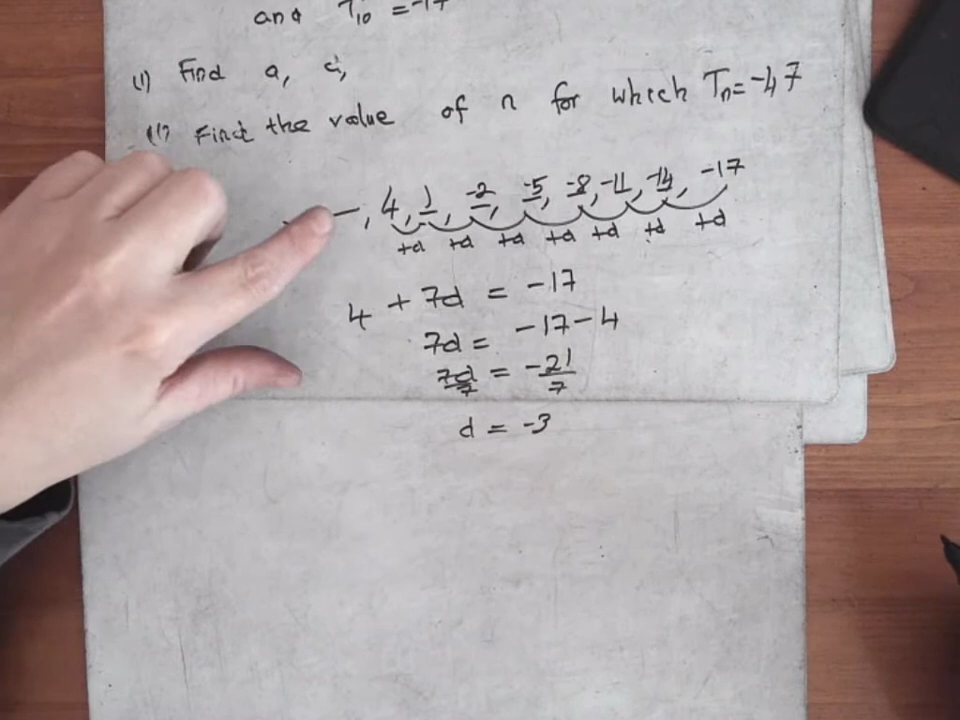 and T10 = -17
(i) Find a, d,
(ii) Find the value of n for which Tn = -47
—, 4, 1, -2, -5, -8, -11, -14, -17
+d +d +d +d +d +d +d
4 + 7d = -17
7d = -17 - 4
7d/7 = -21/7
d = -3